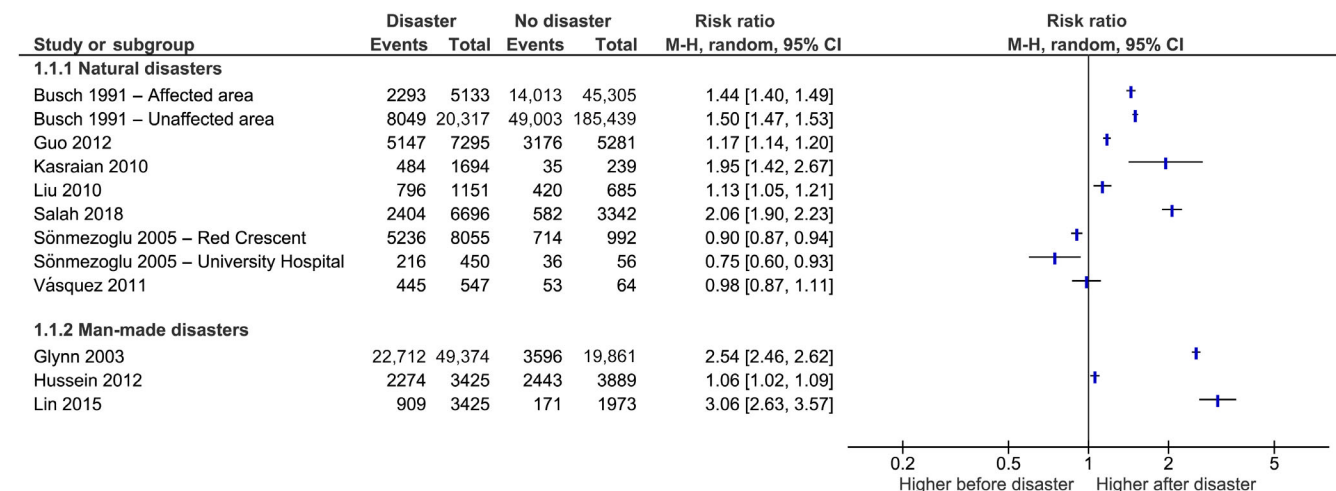 Disaster No disaster Risk ratio Risk ratio
Study or subgroup Events Total Events Total M-H, random, 95% CI M-H, random, 95% CI
1.1.1 Natural disasters
Busch 1991 – Affected area 2293 5133 14,013 45,305 1.44 [1.40, 1.49]
Busch 1991 – Unaffected area 8049 20,317 49,003 185,439 1.50 [1.47, 1.53]
Guo 2012 5147 7295 3176 5281 1.17 [1.14, 1.20]
Kasraian 2010 484 1694 35 239 1.95 [1.42, 2.67]
Liu 2010 796 1151 420 685 1.13 [1.05, 1.21]
Salah 2018 2404 6696 582 3342 2.06 [1.90, 2.23]
Sönmezoglu 2005 – Red Crescent 5236 8055 714 992 0.90 [0.87, 0.94]
Sönmezoglu 2005 – University Hospital 216 450 36 56 0.75 [0.60, 0.93]
Vásquez 2011 445 547 53 64 0.98 [0.87, 1.11]
1.1.2 Man-made disasters
Glynn 2003 22,712 49,374 3596 19,861 2.54 [2.46, 2.62]
Hussein 2012 2274 3425 2443 3889 1.06 [1.02, 1.09]
Lin 2015 909 3425 171 1973 3.06 [2.63, 3.57]
0.2 0.5 1 2 5
Higher before disaster Higher after disaster